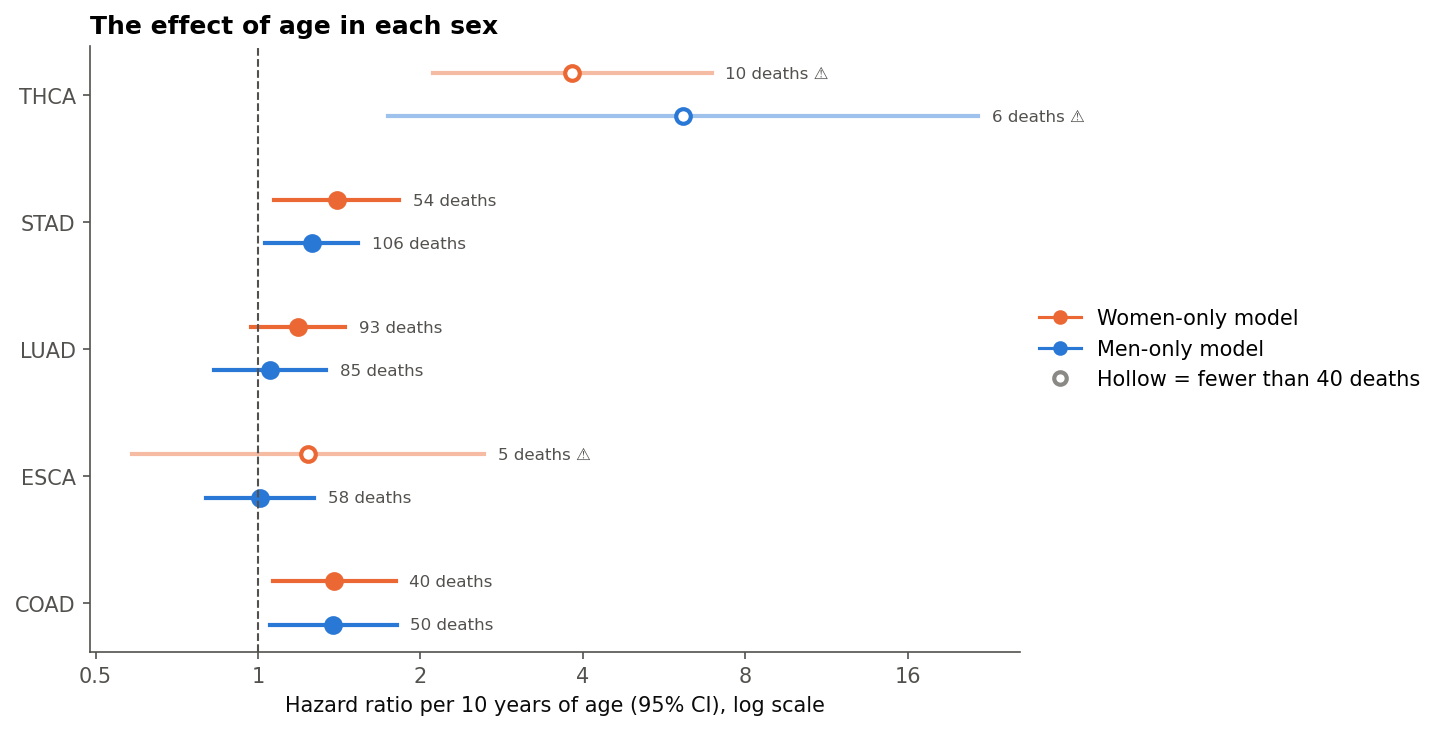 The effect of age in each sex
THCA
10 deaths ⚠
6 deaths ⚠
STAD
54 deaths
106 deaths
LUAD
93 deaths
85 deaths
ESCA
5 deaths ⚠
58 deaths
COAD
40 deaths
50 deaths
Women-only model
Men-only model
Hollow = fewer than 40 deaths
0.5 1 2 4 8 16
Hazard ratio per 10 years of age (95% CI), log scale